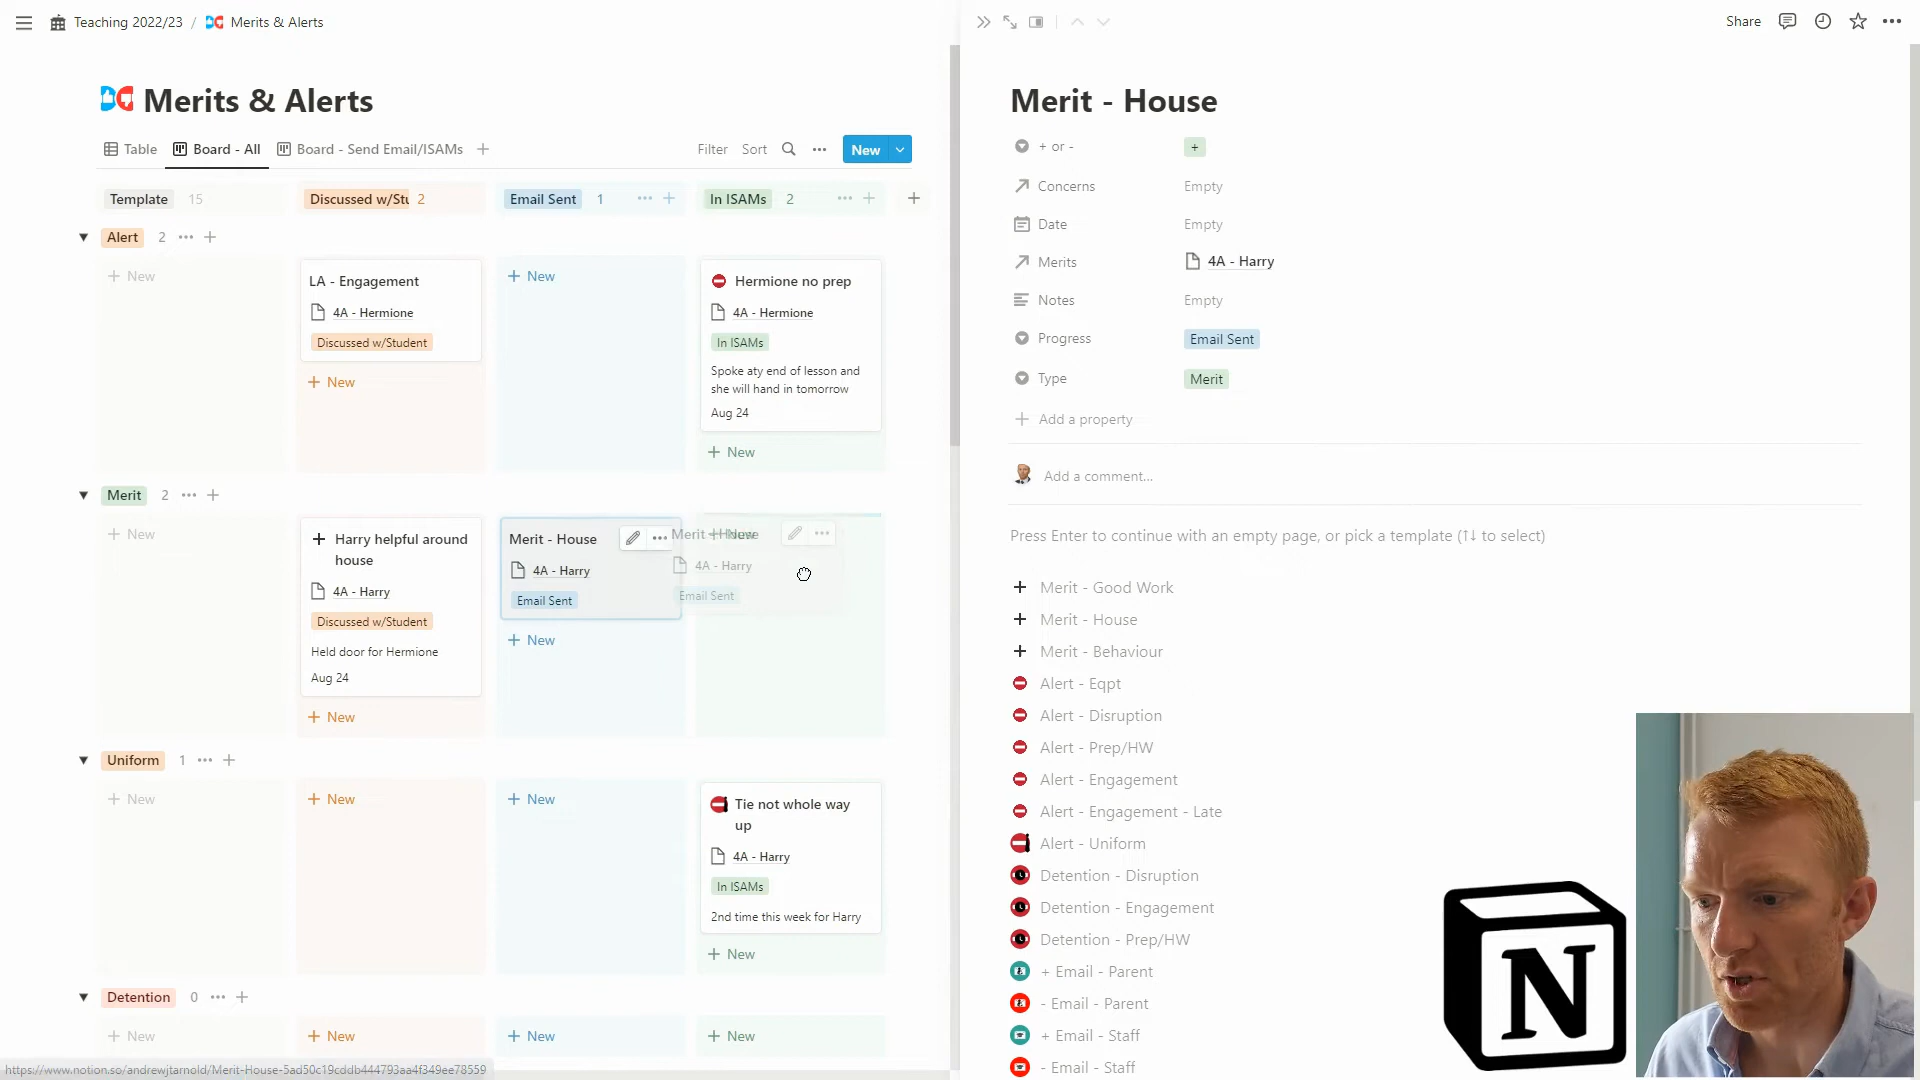 Teaching 2022/23 / Merits & Alerts
Share
Merits & Alerts
Table Board - All Board - Send Email/ISAMs
Filter Sort New
Template 15 Discussed w/Stu 2 Email Sent 1 In ISAMs 2
Alert 2
+ New
LA - Engagement
4A - Hermione
Discussed w/Student
+ New
+ New
Hermione no prep
4A - Hermione
In ISAMs
Spoke aty end of lesson and
she will hand in tomorrow
Aug 24
+ New
Merit 2
+ New
Harry helpful around
house
4A - Harry
Discussed w/Student
Held door for Hermione
Aug 24
+ New
Merit - House
4A - Harry
Email Sent
+ New
Merit - House
4A - Harry
Email Sent
+ New
Uniform 1
+ New
+ New
+ New
Tie not whole way
up
4A - Harry
In ISAMs
2nd time this week for Harry
+ New
Detention 0
+ New
+ New
+ New
+ New
https://www.notion.so/andrewjtarnold/Merit-House-5ad50c19cddb444793aa4f349ee78559
Merit - House
+ or - +
Concerns Empty
Date Empty
Merits 4A - Harry
Notes Empty
Progress Email Sent
Type Merit
+ Add a property
Add a comment...
Press Enter to continue with an empty page, or pick a template (↑↓ to select)
+ Merit - Good Work
+ Merit - House
+ Merit - Behaviour
Alert - Eqpt
Alert - Disruption
Alert - Prep/HW
Alert - Engagement
Alert - Engagement - Late
Alert - Uniform
Detention - Disruption
Detention - Engagement
Detention - Prep/HW
+ Email - Parent
- Email - Parent
+ Email - Staff
- Email - Staff
N